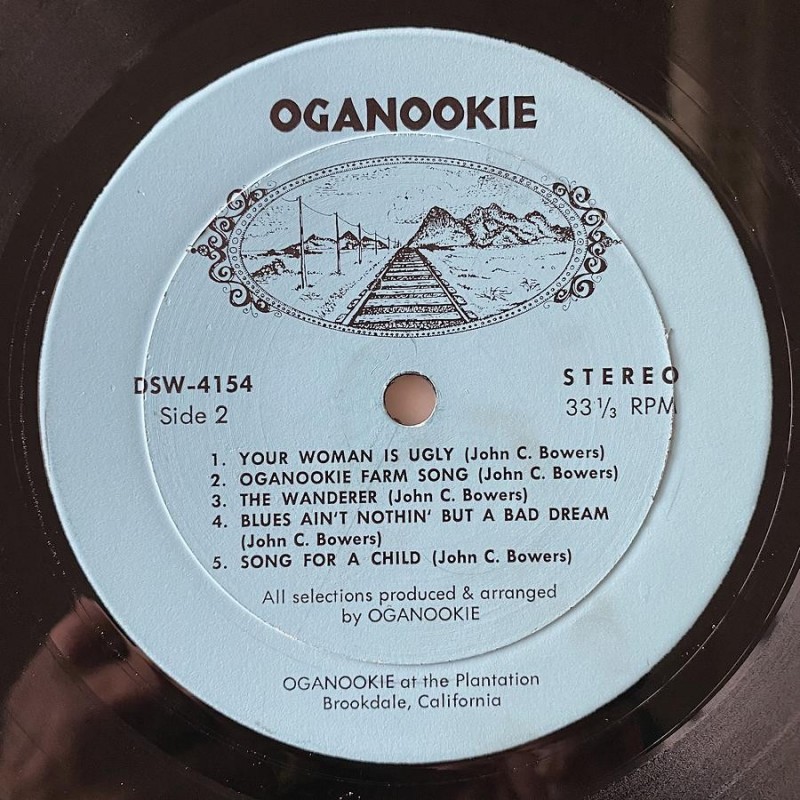 OGANOOKIE
DSW-4154
Side 2
STEREO
33 1/3 RPM
1. YOUR WOMAN IS UGLY (John C. Bowers)
2. OGANOOKIE FARM SONG (John C. Bowers)
3. THE WANDERER (John C. Bowers)
4. BLUES AIN'T NOTHIN' BUT A BAD DREAM
(John C. Bowers)
5. SONG FOR A CHILD (John C. Bowers)
All selections produced & arranged
by OGANOOKIE
OGANOOKIE at the Plantation
Brookdale, California